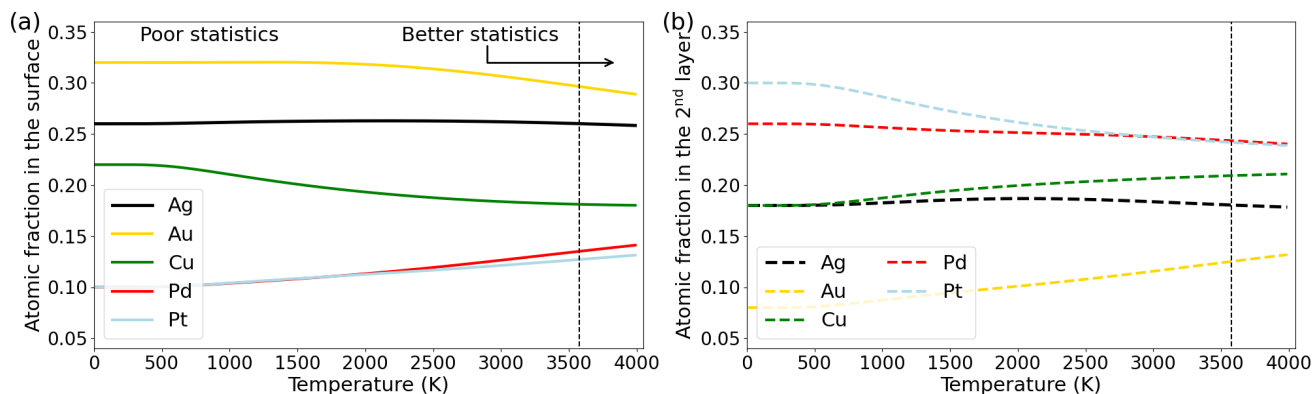 (a)
Poor statistics
Better statistics
Atomic fraction in the surface
0.35
0.30
0.25
0.20
0.15
0.10
0.05
Ag
Au
Cu
Pd
Pt
0 500 1000 1500 2000 2500 3000 3500 4000
Temperature (K)
(b)
Atomic fraction in the 2nd layer
0.35
0.30
0.25
0.20
0.15
0.10
0.05
Ag Pd
Au Pt
Cu
0 500 1000 1500 2000 2500 3000 3500 4000
Temperature (K)